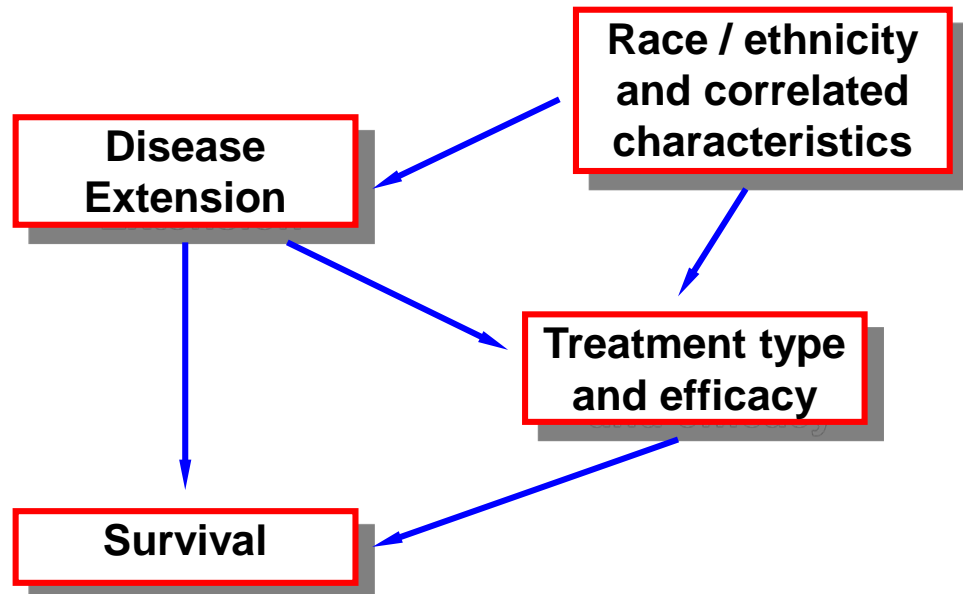 Race / ethnicity
and correlated
characteristics
Disease
Extension
Treatment type
and efficacy
Survival